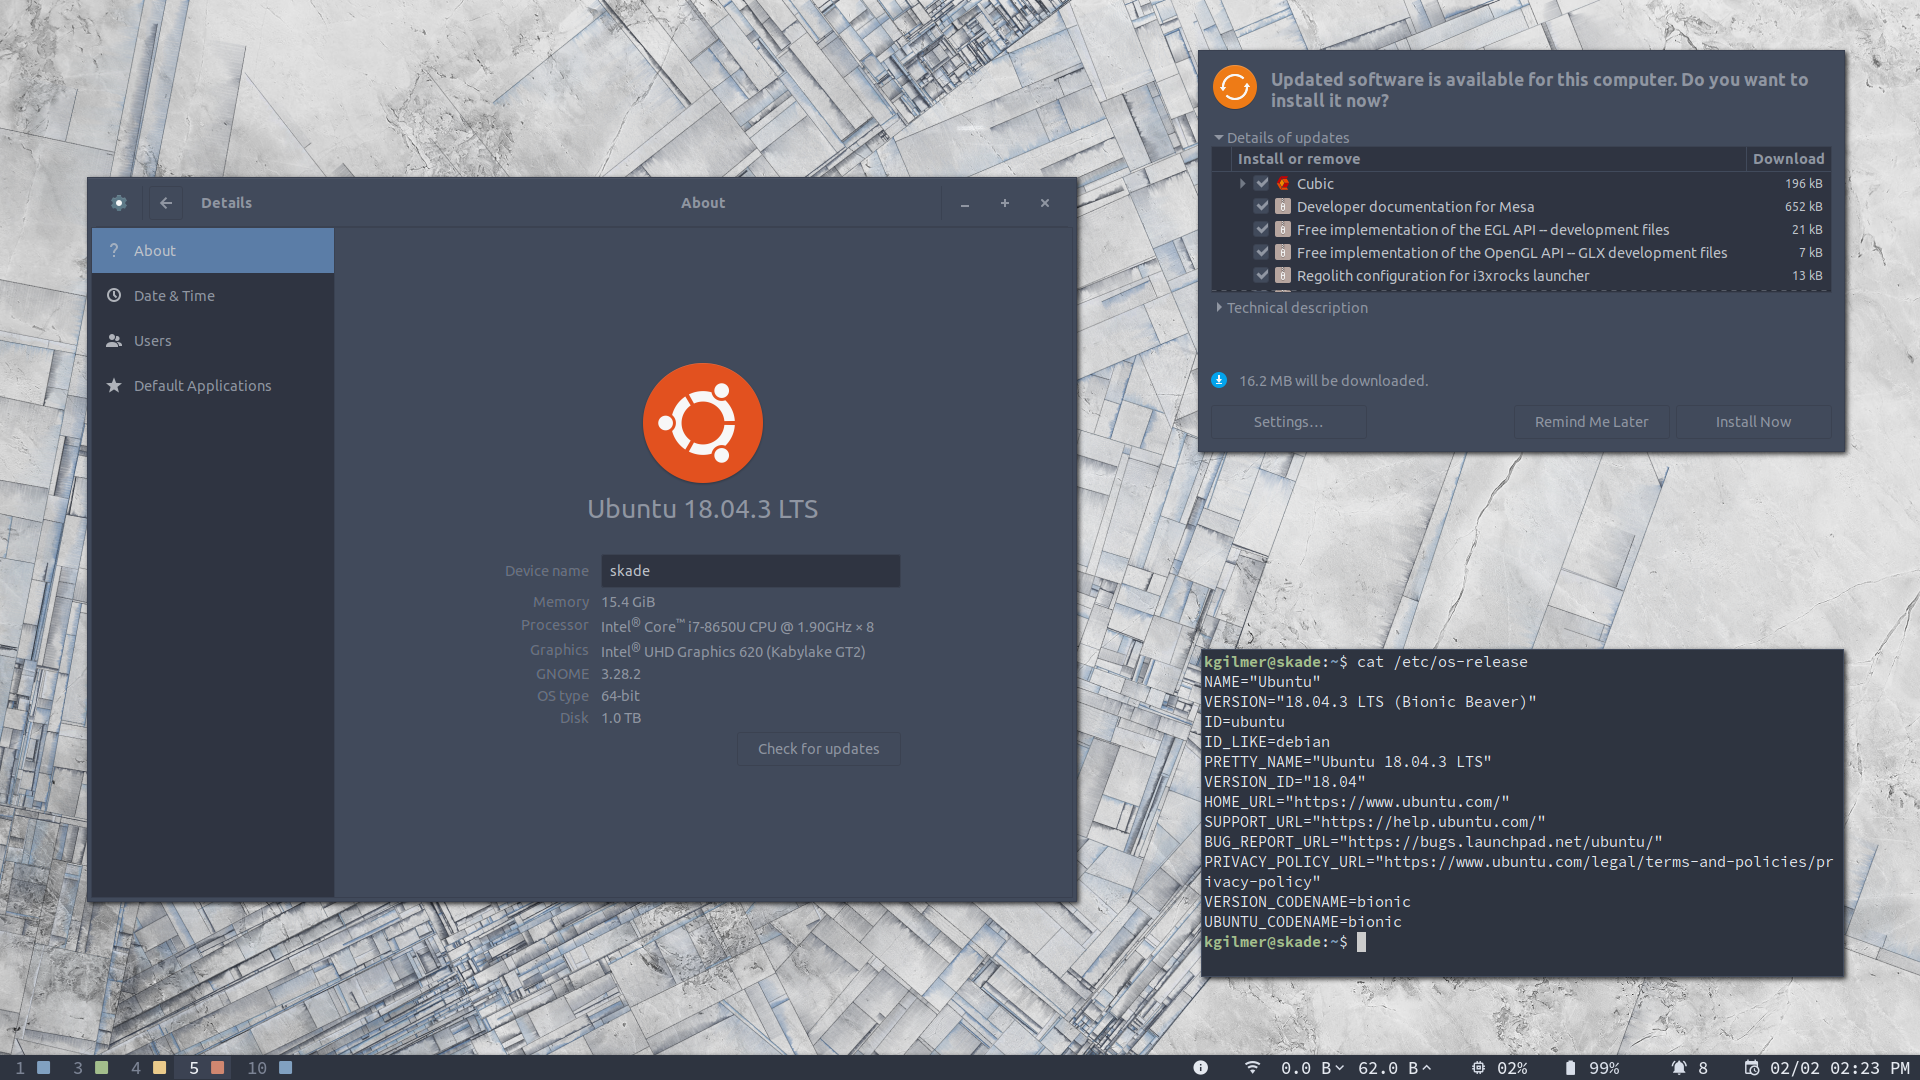 Details
About
About
Date & Time
Users
Default Applications
Ubuntu 18.04.3 LTS
Device name skade
Memory 15.4 GiB
Processor Intel® Core™ i7-8650U CPU @ 1.90GHz × 8
Graphics Intel® UHD Graphics 620 (Kabylake GT2)
GNOME 3.28.2
OS type 64-bit
Disk 1.0 TB
Check for updates
Updated software is available for this computer. Do you want to
install it now?
Details of updates
Install or remove Download
Cubic 196 kB
Developer documentation for Mesa 652 kB
Free implementation of the EGL API -- development files 21 kB
Free implementation of the OpenGL API -- GLX development files 7 kB
Regolith configuration for i3xrocks launcher 13 kB
Technical description
16.2 MB will be downloaded.
Settings… Remind Me Later Install Now
kgilmer@skade:~$ cat /etc/os-release
NAME="Ubuntu"
VERSION="18.04.3 LTS (Bionic Beaver)"
ID=ubuntu
ID_LIKE=debian
PRETTY_NAME="Ubuntu 18.04.3 LTS"
VERSION_ID="18.04"
HOME_URL="https://www.ubuntu.com/"
SUPPORT_URL="https://help.ubuntu.com/"
BUG_REPORT_URL="https://bugs.launchpad.net/ubuntu/"
PRIVACY_POLICY_URL="https://www.ubuntu.com/legal/terms-and-policies/pr
ivacy-policy"
VERSION_CODENAME=bionic
UBUNTU_CODENAME=bionic
kgilmer@skade:~$
1 3 4 5 10 0.0 B 62.0 B 02% 99% 8 02/02 02:23 PM